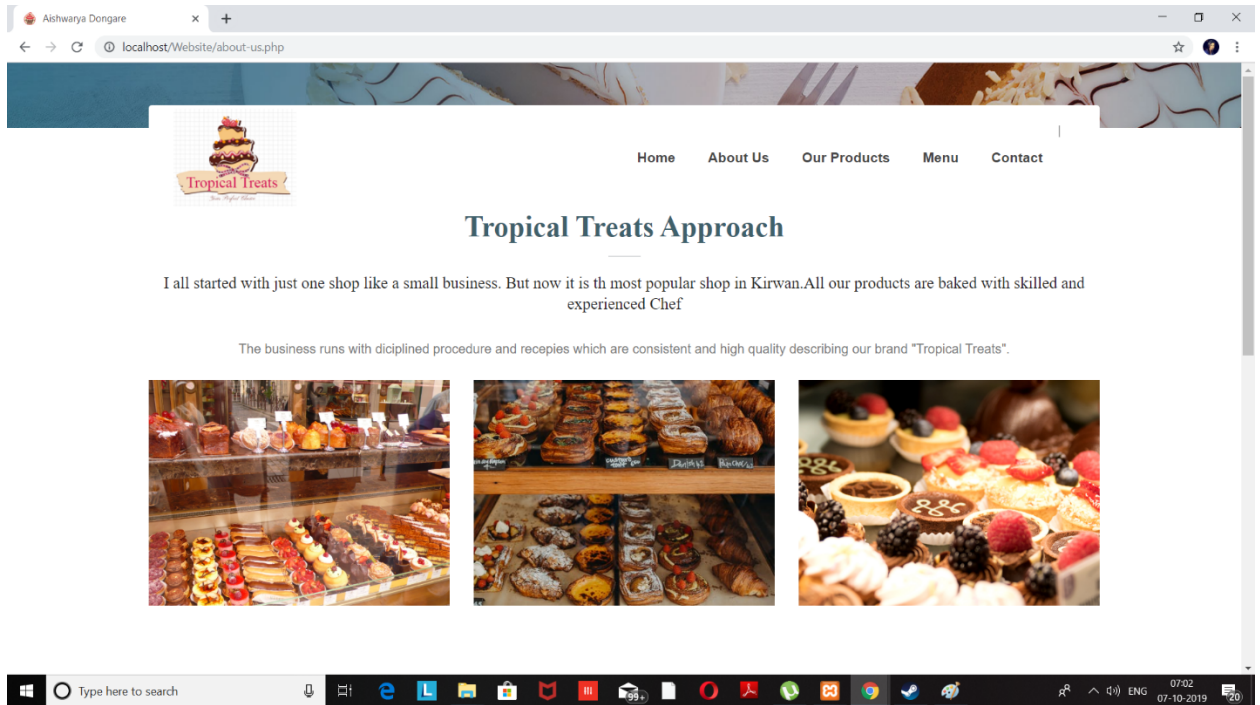 Aishwarya Dongare
localhost/Website/about-us.php
Tropical Treats
Home About Us Our Products Menu Contact
Tropical Treats Approach
I all started with just one shop like a small business. But now it is th most popular shop in Kirwan.All our products are baked with skilled and
experienced Chef
The business runs with diciplined procedure and recepies which are consistent and high quality describing our brand "Tropical Treats".
Type here to search
99+
ENG
07:02
07-10-2019
20